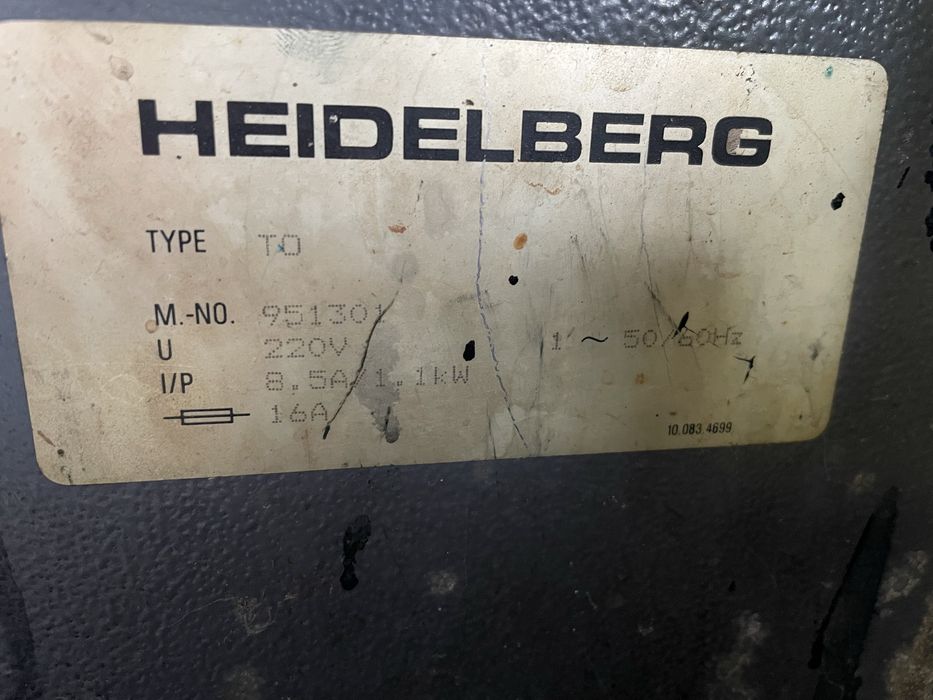 HEIDELBERG
TYPE TO
M.-NO. 951301
U 220V 1 ~ 50/60Hz
I/P 8.5A/1.1kW
16A
10.083.4699